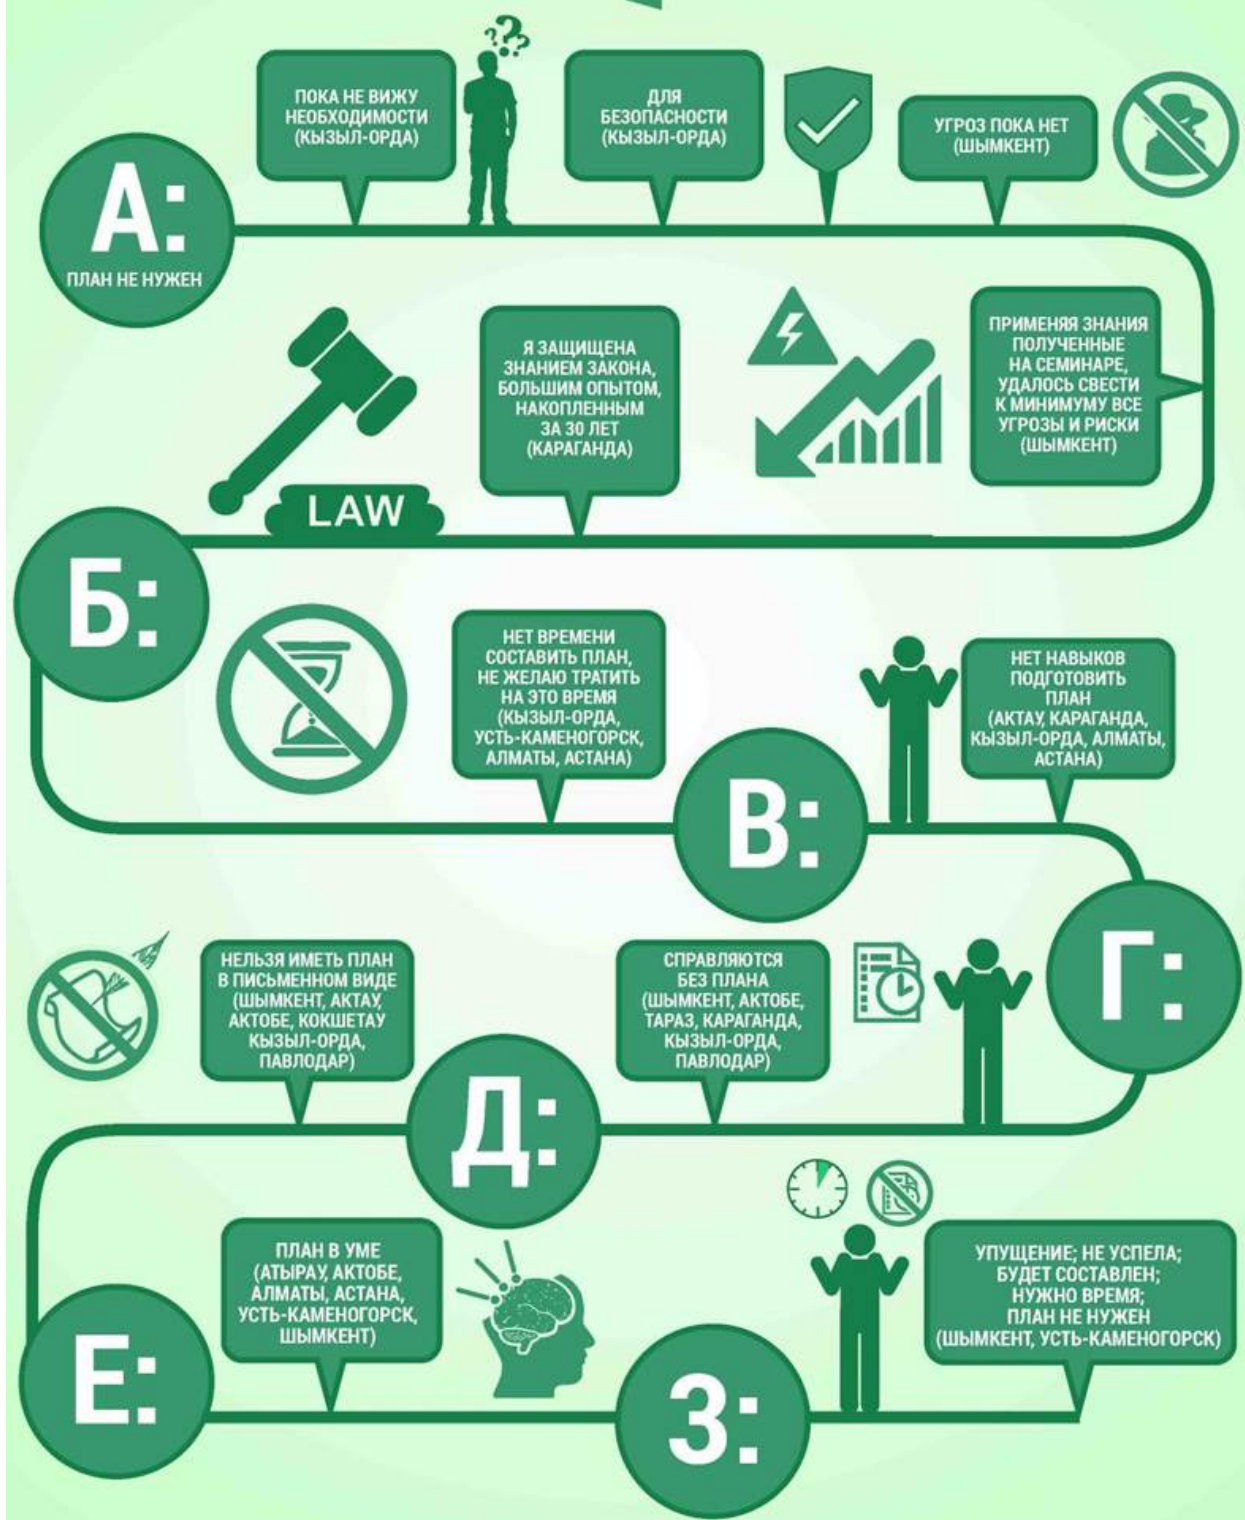 А:
ПЛАН НЕ НУЖЕН
ПОКА НЕ ВИЖУ
НЕОБХОДИМОСТИ
(КЫЗЫЛ-ОРДА)
???
ДЛЯ
БЕЗОПАСНОСТИ
(КЫЗЫЛ-ОРДА)
УГРОЗ ПОКА НЕТ
(ШЫМКЕНТ)
ПРИМЕНЯЯ ЗНАНИЯ
ПОЛУЧЕННЫЕ
НА СЕМИНАРЕ,
УДАЛОСЬ СВЕСТИ
К МИНИМУМУ ВСЕ
УГРОЗЫ И РИСКИ
(ШЫМКЕНТ)
Я ЗАЩИЩЕНА
ЗНАНИЕМ ЗАКОНА,
БОЛЬШИМ ОПЫТОМ,
НАКОПЛЕННЫМ
ЗА 30 ЛЕТ
(КАРАГАНДА)
LAW
Б:
НЕТ ВРЕМЕНИ
СОСТАВИТЬ ПЛАН,
НЕ ЖЕЛАЮ ТРАТИТЬ
НА ЭТО ВРЕМЯ
(КЫЗЫЛ-ОРДА,
УСТЬ-КАМЕНОГОРСК,
АЛМАТЫ, АСТАНА)
В:
НЕТ НАВЫКОВ
ПОДГОТОВИТЬ
ПЛАН
(АКТАУ, КАРАГАНДА,
КЫЗЫЛ-ОРДА, АЛМАТЫ,
АСТАНА)
Г:
СПРАВЛЯЮТСЯ
БЕЗ ПЛАНА
(ШЫМКЕНТ, АКТОБЕ,
ТАРАЗ, КАРАГАНДА,
КЫЗЫЛ-ОРДА,
ПАВЛОДАР)
Д:
НЕЛЬЗЯ ИМЕТЬ ПЛАН
В ПИСЬМЕННОМ ВИДЕ
(ШЫМКЕНТ, АКТАУ,
АКТОБЕ, КОКШЕТАУ
КЫЗЫЛ-ОРДА,
ПАВЛОДАР)
Е:
ПЛАН В УМЕ
(АТЫРАУ, АКТОБЕ,
АЛМАТЫ, АСТАНА,
УСТЬ-КАМЕНОГОРСК,
ШЫМКЕНТ)
З:
УПУЩЕНИЕ; НЕ УСПЕЛА;
БУДЕТ СОСТАВЛЕН;
НУЖНО ВРЕМЯ;
ПЛАН НЕ НУЖЕН
(ШЫМКЕНТ, УСТЬ-КАМЕНОГОРСК)